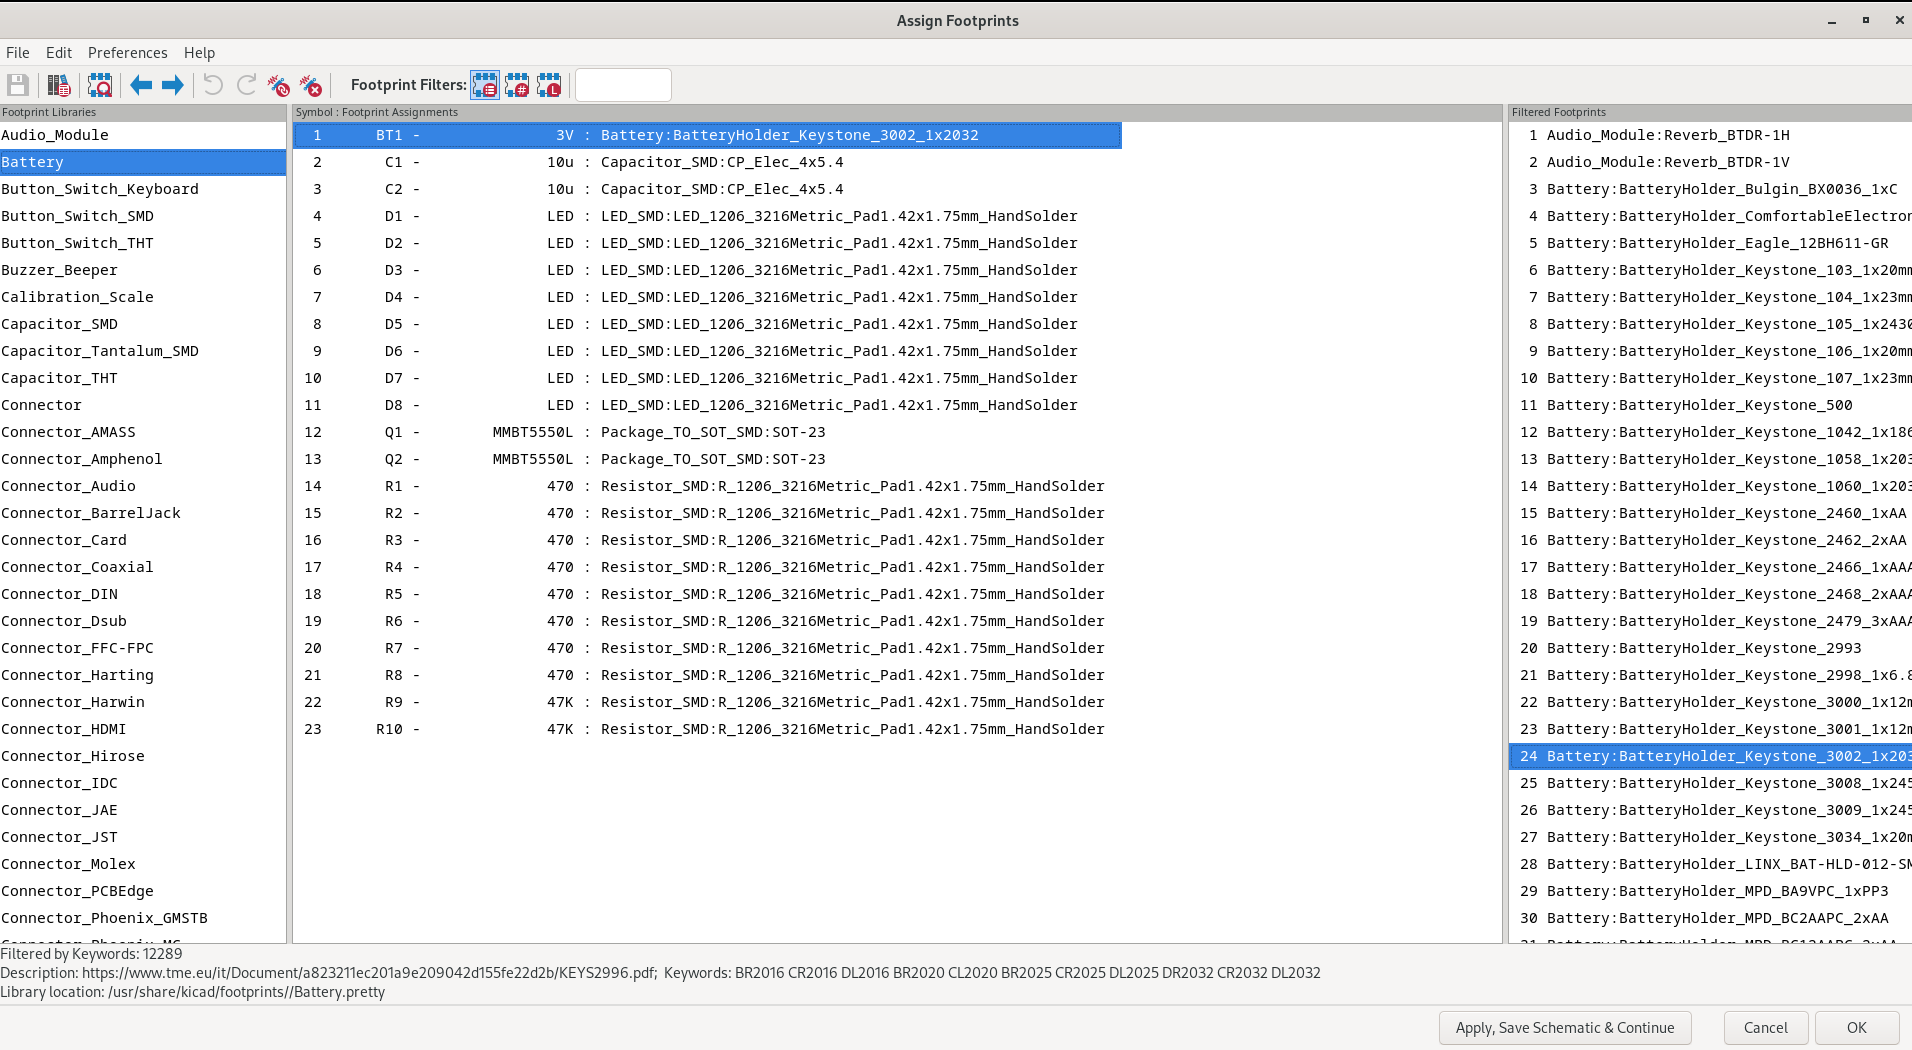 Assign Footprints
File Edit Preferences Help
Footprint Filters:
Footprint Libraries
Audio_Module
Battery
Button_Switch_Keyboard
Button_Switch_SMD
Button_Switch_THT
Buzzer_Beeper
Calibration_Scale
Capacitor_SMD
Capacitor_Tantalum_SMD
Capacitor_THT
Connector
Connector_AMASS
Connector_Amphenol
Connector_Audio
Connector_BarrelJack
Connector_Card
Connector_Coaxial
Connector_DIN
Connector_Dsub
Connector_FFC-FPC
Connector_Harting
Connector_Harwin
Connector_HDMI
Connector_Hirose
Connector_IDC
Connector_JAE
Connector_JST
Connector_Molex
Connector_PCBEdge
Connector_Phoenix_GMSTB
Symbol : Footprint Assignments
1 BT1 - 3V : Battery:BatteryHolder_Keystone_3002_1x2032
2 C1 - 10u : Capacitor_SMD:CP_Elec_4x5.4
3 C2 - 10u : Capacitor_SMD:CP_Elec_4x5.4
4 D1 - LED : LED_SMD:LED_1206_3216Metric_Pad1.42x1.75mm_HandSolder
5 D2 - LED : LED_SMD:LED_1206_3216Metric_Pad1.42x1.75mm_HandSolder
6 D3 - LED : LED_SMD:LED_1206_3216Metric_Pad1.42x1.75mm_HandSolder
7 D4 - LED : LED_SMD:LED_1206_3216Metric_Pad1.42x1.75mm_HandSolder
8 D5 - LED : LED_SMD:LED_1206_3216Metric_Pad1.42x1.75mm_HandSolder
9 D6 - LED : LED_SMD:LED_1206_3216Metric_Pad1.42x1.75mm_HandSolder
10 D7 - LED : LED_SMD:LED_1206_3216Metric_Pad1.42x1.75mm_HandSolder
11 D8 - LED : LED_SMD:LED_1206_3216Metric_Pad1.42x1.75mm_HandSolder
12 Q1 - MMBT5550L : Package_TO_SOT_SMD:SOT-23
13 Q2 - MMBT5550L : Package_TO_SOT_SMD:SOT-23
14 R1 - 470 : Resistor_SMD:R_1206_3216Metric_Pad1.42x1.75mm_HandSolder
15 R2 - 470 : Resistor_SMD:R_1206_3216Metric_Pad1.42x1.75mm_HandSolder
16 R3 - 470 : Resistor_SMD:R_1206_3216Metric_Pad1.42x1.75mm_HandSolder
17 R4 - 470 : Resistor_SMD:R_1206_3216Metric_Pad1.42x1.75mm_HandSolder
18 R5 - 470 : Resistor_SMD:R_1206_3216Metric_Pad1.42x1.75mm_HandSolder
19 R6 - 470 : Resistor_SMD:R_1206_3216Metric_Pad1.42x1.75mm_HandSolder
20 R7 - 470 : Resistor_SMD:R_1206_3216Metric_Pad1.42x1.75mm_HandSolder
21 R8 - 470 : Resistor_SMD:R_1206_3216Metric_Pad1.42x1.75mm_HandSolder
22 R9 - 47K : Resistor_SMD:R_1206_3216Metric_Pad1.42x1.75mm_HandSolder
23 R10 - 47K : Resistor_SMD:R_1206_3216Metric_Pad1.42x1.75mm_HandSolder
Filtered Footprints
1 Audio_Module:Reverb_BTDR-1H
2 Audio_Module:Reverb_BTDR-1V
3 Battery:BatteryHolder_Bulgin_BX0036_1xC
4 Battery:BatteryHolder_ComfortableElectron
5 Battery:BatteryHolder_Eagle_12BH611-GR
6 Battery:BatteryHolder_Keystone_103_1x20mm
7 Battery:BatteryHolder_Keystone_104_1x23mm
8 Battery:BatteryHolder_Keystone_105_1x2430
9 Battery:BatteryHolder_Keystone_106_1x20mm
10 Battery:BatteryHolder_Keystone_107_1x23mm
11 Battery:BatteryHolder_Keystone_500
12 Battery:BatteryHolder_Keystone_1042_1x186
13 Battery:BatteryHolder_Keystone_1058_1x203
14 Battery:BatteryHolder_Keystone_1060_1x203
15 Battery:BatteryHolder_Keystone_2460_1xAA
16 Battery:BatteryHolder_Keystone_2462_2xAA
17 Battery:BatteryHolder_Keystone_2466_1xAAA
18 Battery:BatteryHolder_Keystone_2468_2xAAA
19 Battery:BatteryHolder_Keystone_2479_3xAAA
20 Battery:BatteryHolder_Keystone_2993
21 Battery:BatteryHolder_Keystone_2998_1x6.8
22 Battery:BatteryHolder_Keystone_3000_1x12m
23 Battery:BatteryHolder_Keystone_3001_1x12m
24 Battery:BatteryHolder_Keystone_3002_1x203
25 Battery:BatteryHolder_Keystone_3008_1x245
26 Battery:BatteryHolder_Keystone_3009_1x245
27 Battery:BatteryHolder_Keystone_3034_1x20m
28 Battery:BatteryHolder_LINX_BAT-HLD-012-SM
29 Battery:BatteryHolder_MPD_BA9VPC_1xPP3
30 Battery:BatteryHolder_MPD_BC2AAPC_2xAA
Filtered by Keywords: 12289
Description: https://www.tme.eu/it/Document/a823211ec201a9e209042d155fe22d2b/KEYS2996.pdf; Keywords: BR2016 CR2016 DL2016 BR2020 CL2020 BR2025 CR2025 DL2025 DR2032 CR2032 DL2032
Library location: /usr/share/kicad/footprints//Battery.pretty
Apply, Save Schematic & Continue
Cancel
OK